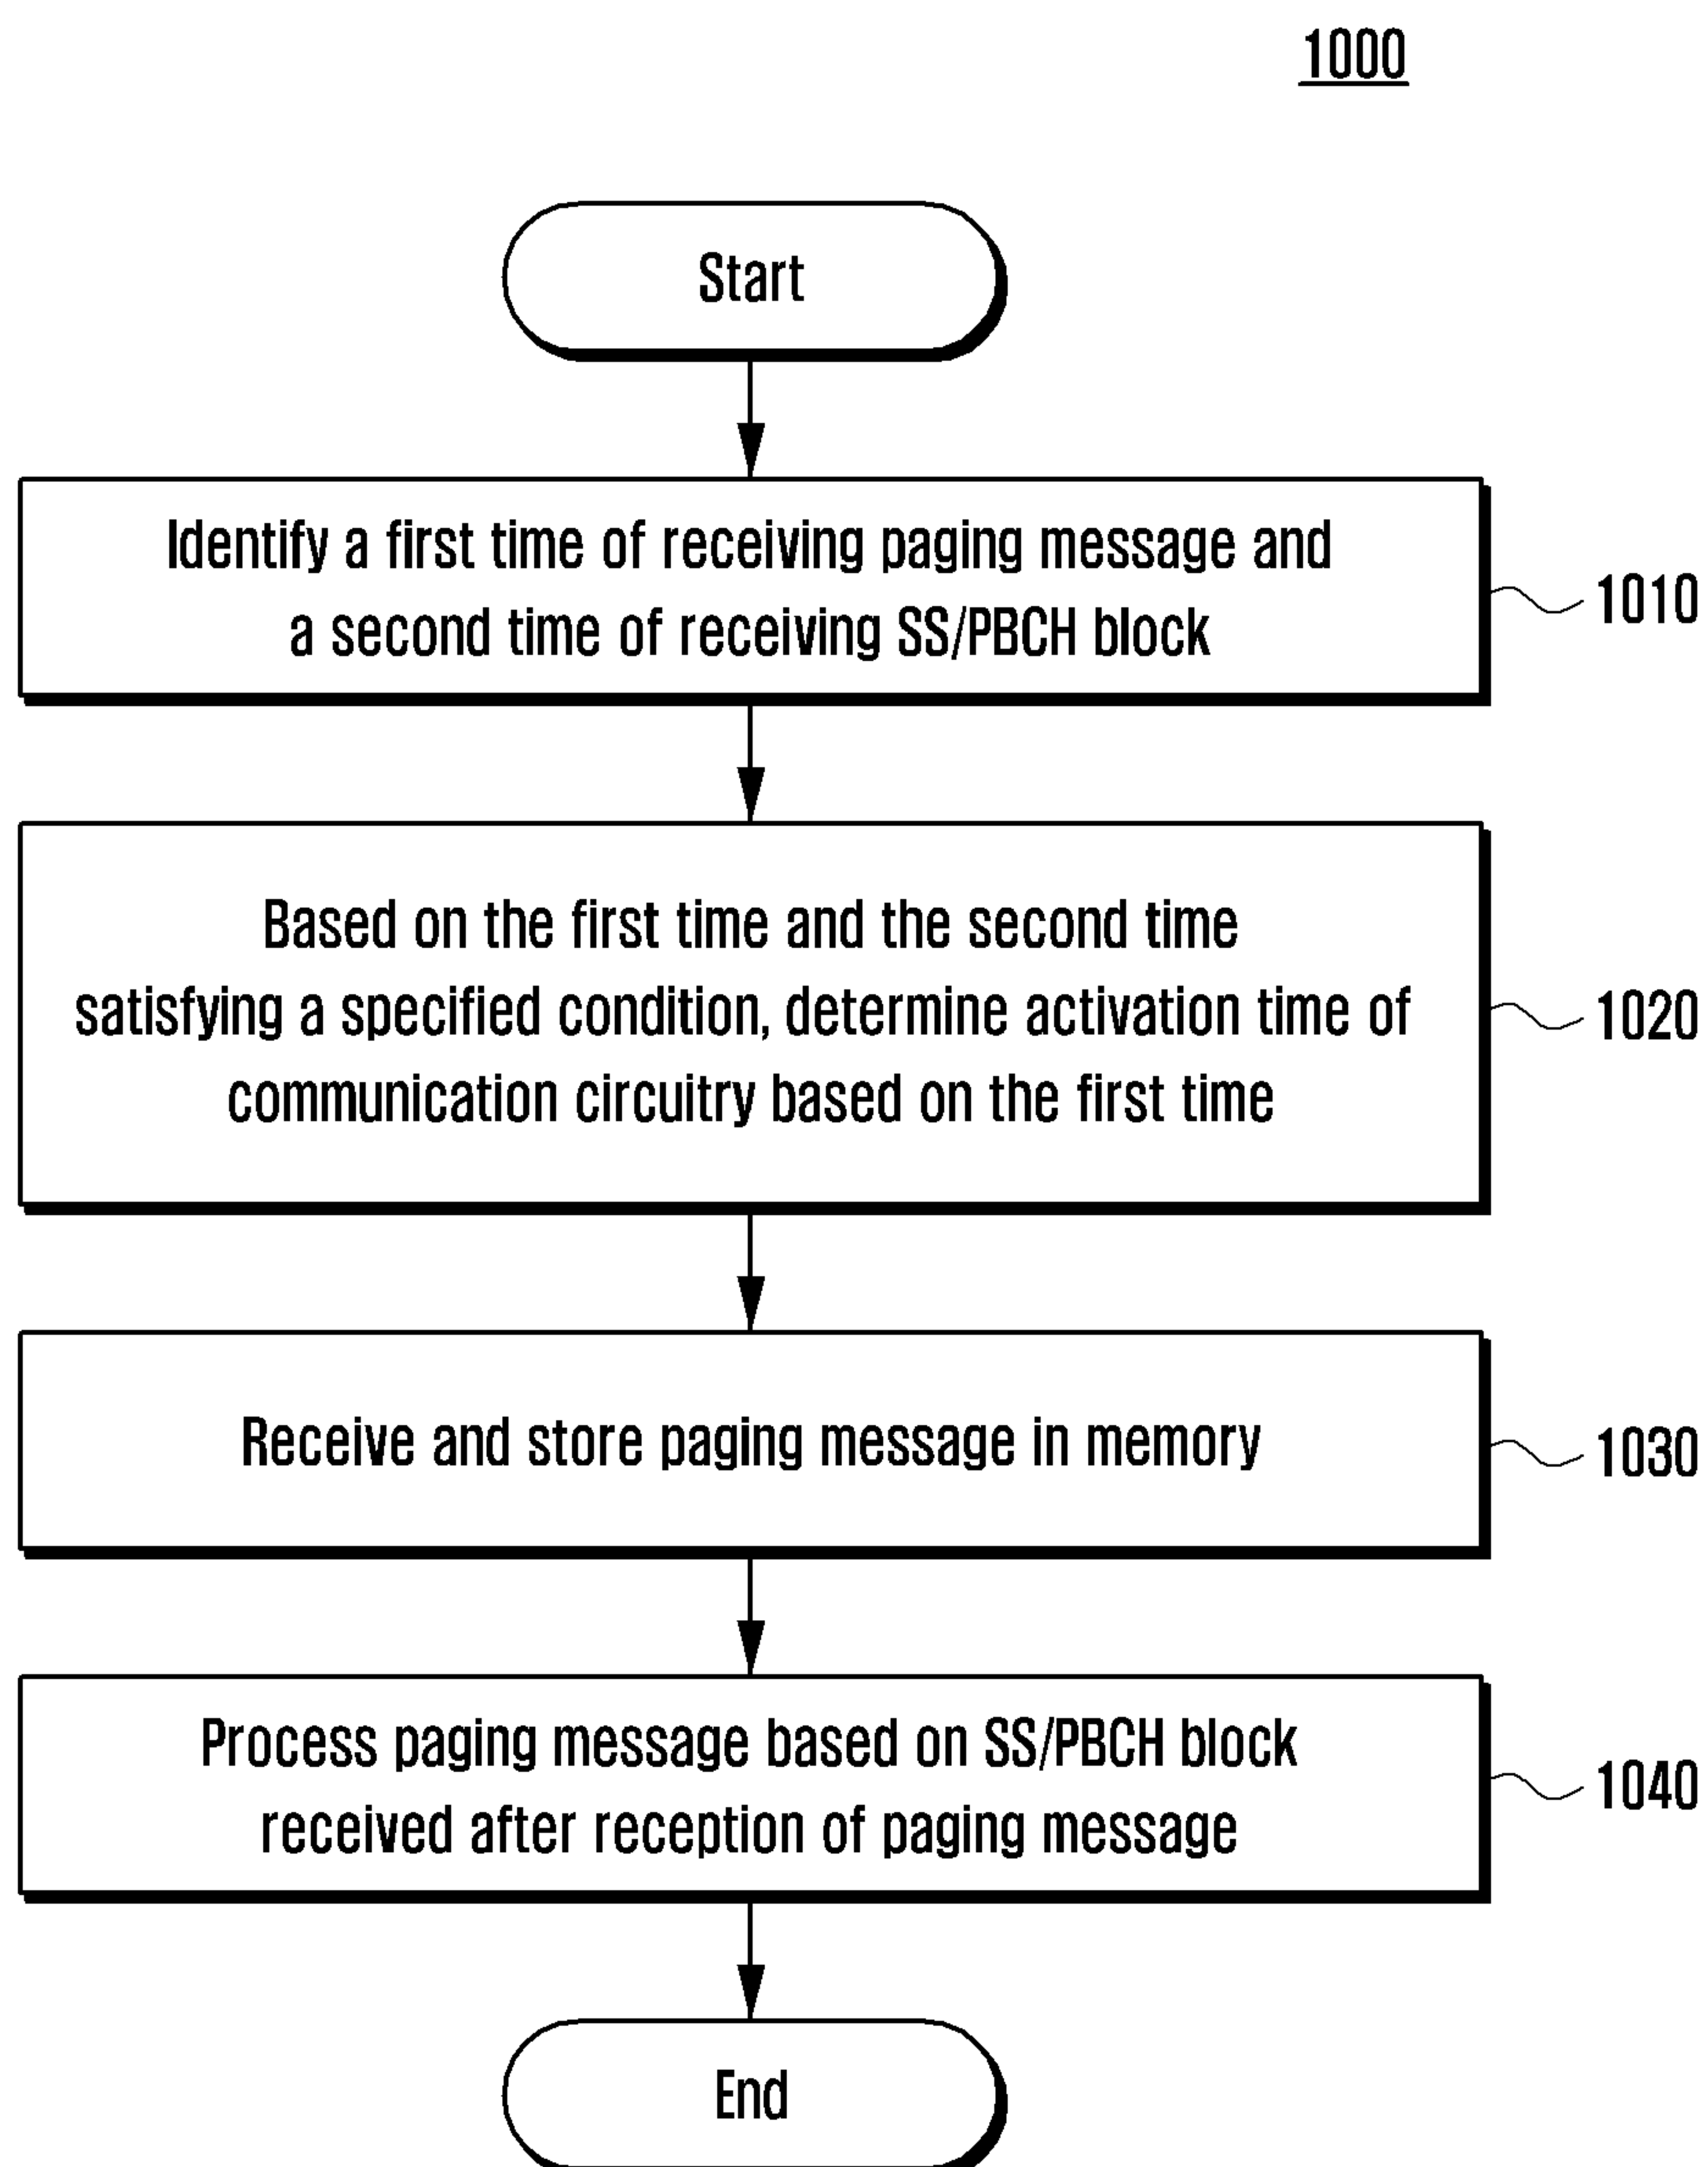 1000
Start
Identify a first time of receiving paging message and
a second time of receiving SS/PBCH block
1010
Based on the first time and the second time
satisfying a specified condition, determine activation time of
communication circuitry based on the first time
1020
Receive and store paging message in memory
1030
Process paging message based on SS/PBCH block
received after reception of paging message
1040
End